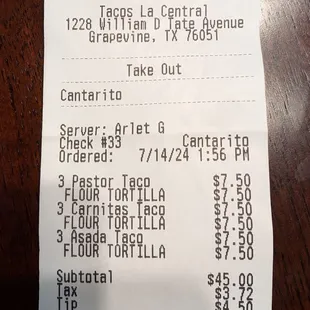 Tacos La Central
1228 William D Tate Avenue
Grapevine, TX 76051
Take Out
Cantarito
Server: Arlet G
Check #33 Cantarito
Ordered: 7/14/24 1:56 PM
3 Pastor Taco $7.50
FLOUR TORTILLA $7.50
3 Carnitas Taco $7.50
FLOUR TORTILLA $7.50
3 Asada Taco $7.50
FLOUR TORTILLA $7.50
Subtotal $45.00
Tax $3.72
Tip $4.50